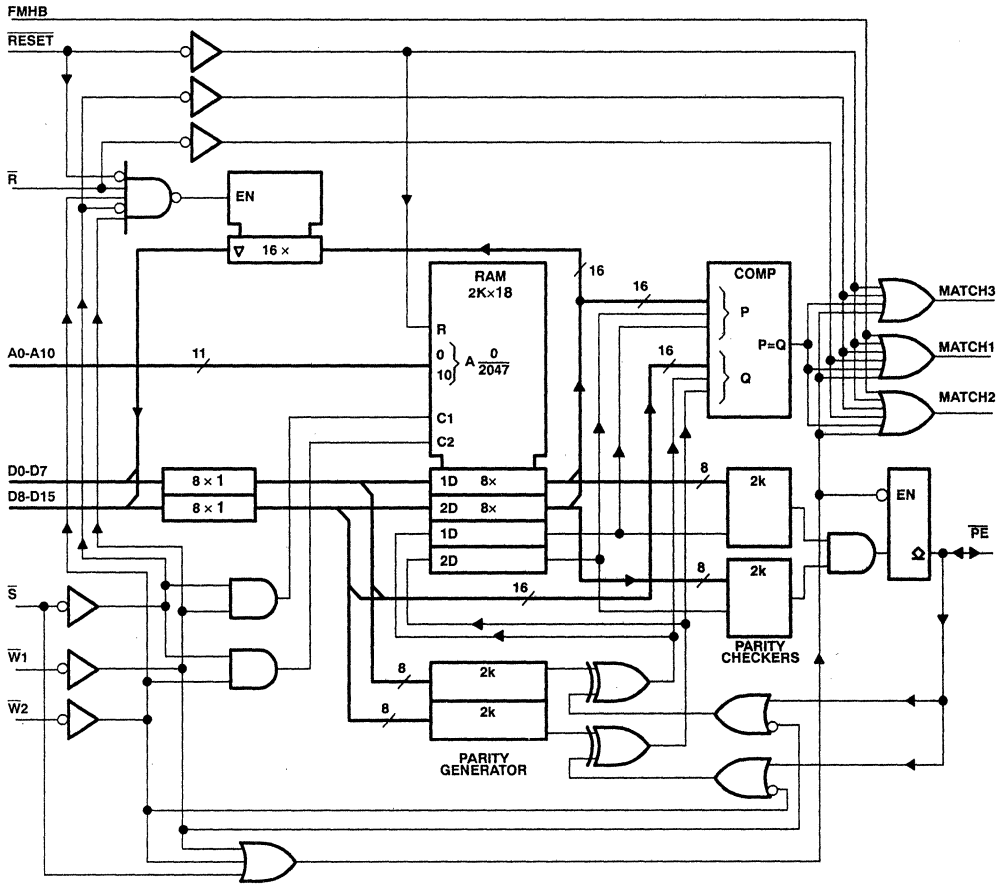 FMHB
RESET
R
EN
16 ×
16
RAM
2K×18
R
0
10
A 0
2047
C1
C2
COMP
16
P
P=Q
16
Q
MATCH3
MATCH1
MATCH2
A0-A10
11
D0-D7
8 × 1
D8-D15
8 × 1
1D 8×
2D 8×
1D
2D
8
2k
8
2k
PARITY
CHECKERS
EN
PE
16
S
W1
W2
8
2k
8
2k
PARITY
GENERATOR